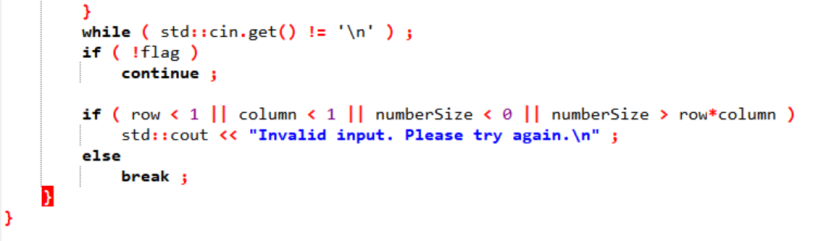 }
while ( std::cin.get() != '\n' ) ;
if ( !flag )
continue ;
if ( row < 1 || column < 1 || numberSize < 0 || numberSize > row*column )
std::cout << "Invalid input. Please try again.\n" ;
else
break ;
}
}